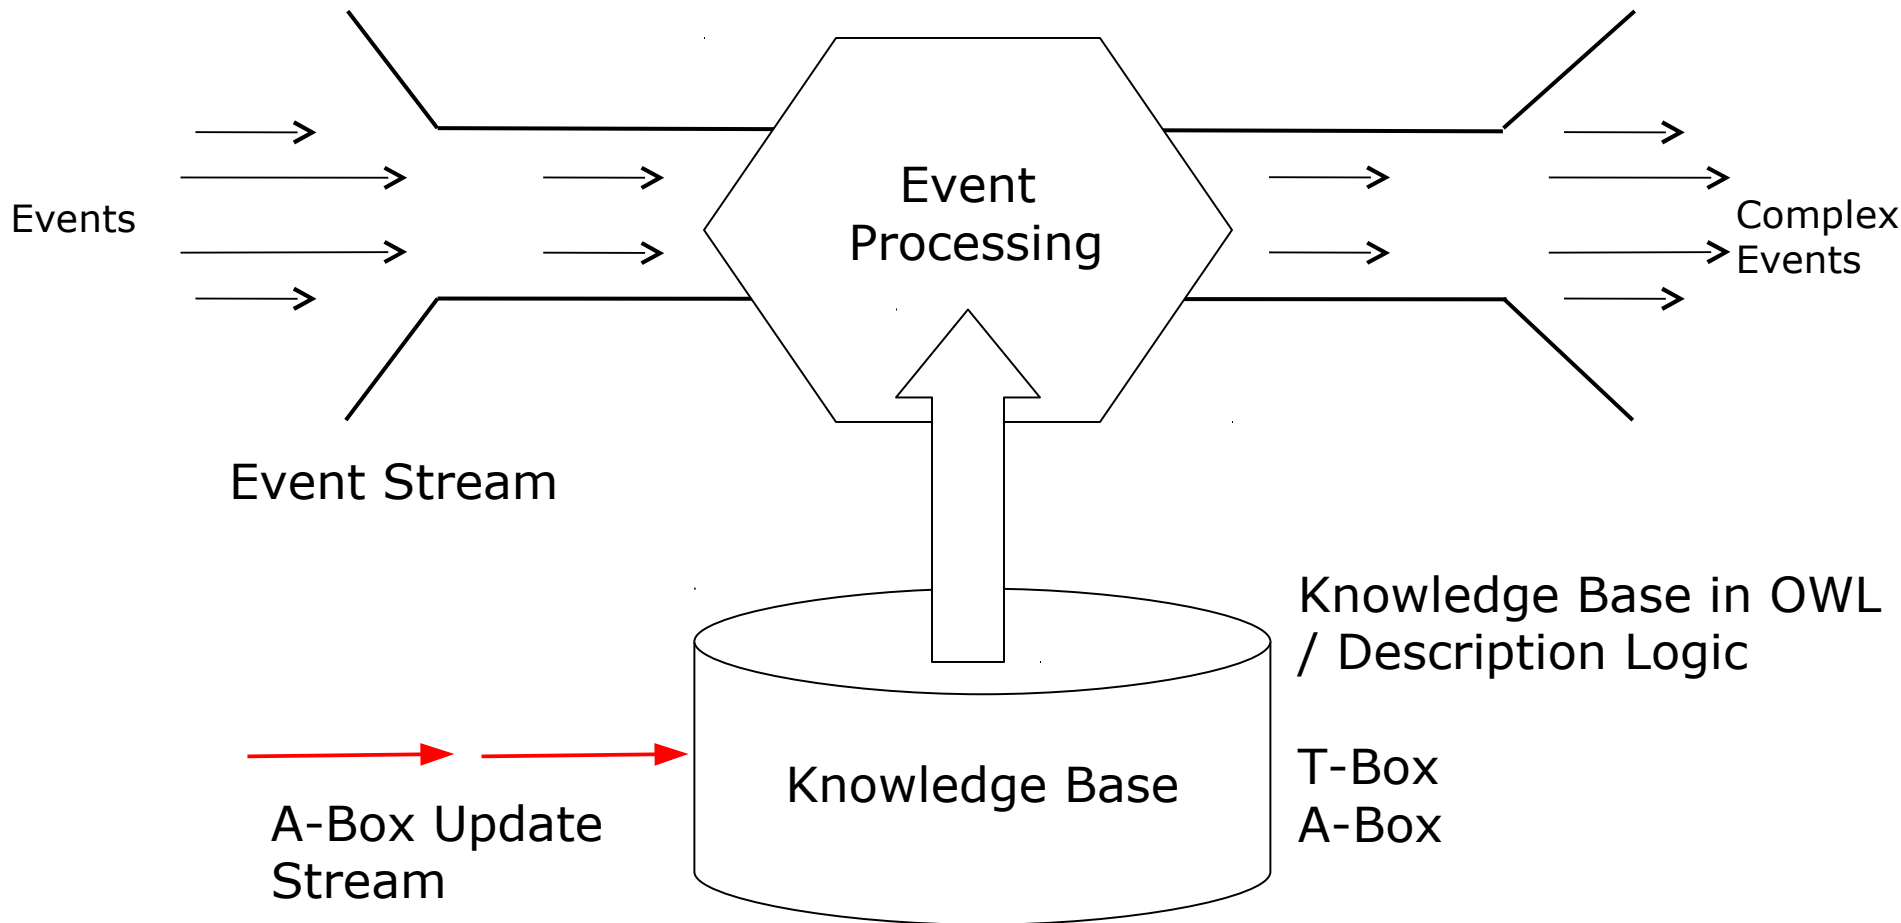 Events
Event
Processing
Complex
Events
Event Stream
Knowledge Base in OWL
/ Description Logic
T-Box
A-Box
Knowledge Base
A-Box Update
Stream